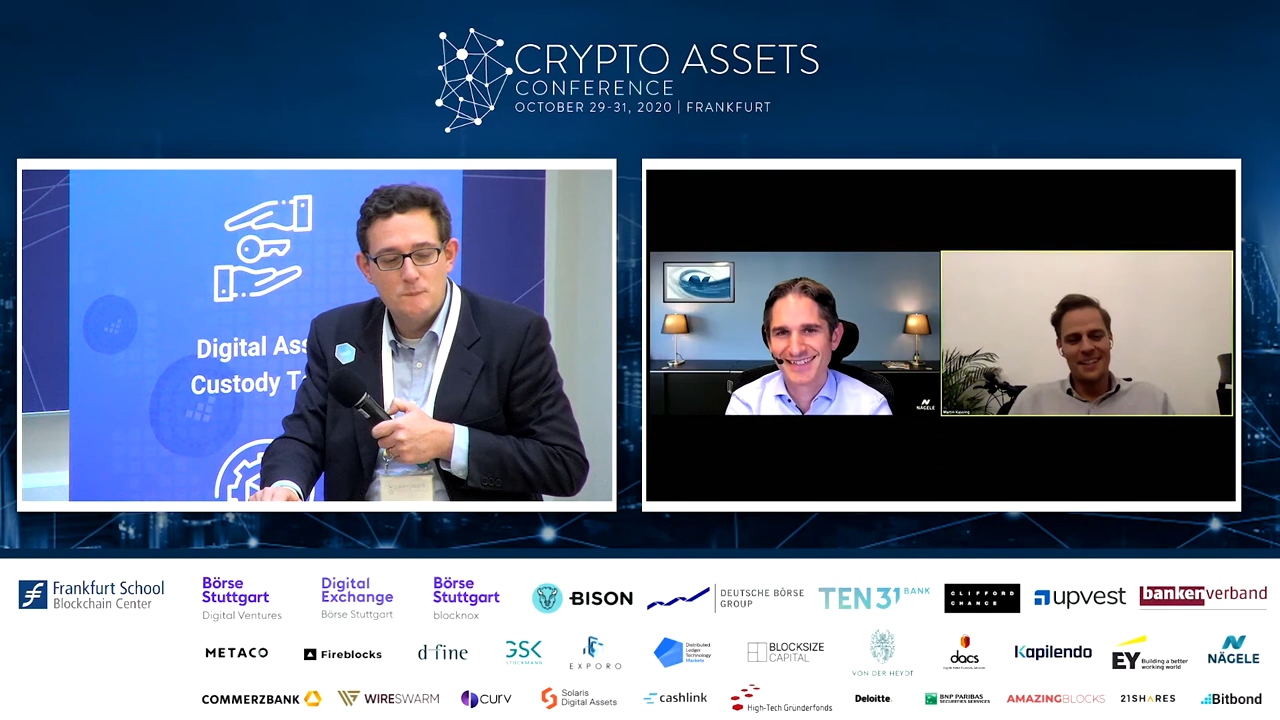 CRYPTO ASSETS
CONFERENCE
OCTOBER 29-31, 2020 | FRANKFURT
Digital Ass
Custody T
NÄGELE
Martin Kassing
Frankfurt School
Blockchain Center
Börse
Stuttgart
Digital Ventures
Digital
Exchange
Börse Stuttgart
Börse
Stuttgart
blocknox
BISON
DEUTSCHE BÖRSE
GROUP
TEN31 BANK
CLIFFORD
CHANCE
upvest
bankenverband
METACO
Fireblocks
d-fine
GSK
STOCKMANN
EXPORO
Distributed
Ledger
Technology
Markets
BLOCKSIZE
CAPITAL
VON DER HEYDT
dacs
Kapilendo
EY
Building a better
working world
NÄGELE
COMMERZBANK
WIRESWARM
curv
Solaris
Digital Assets
cashlink
High-Tech Gründerfonds
Deloitte.
BNP PARIBAS
SECURITIES SERVICES
AMAZINGBLOCKS
21SHARES
Bitbond